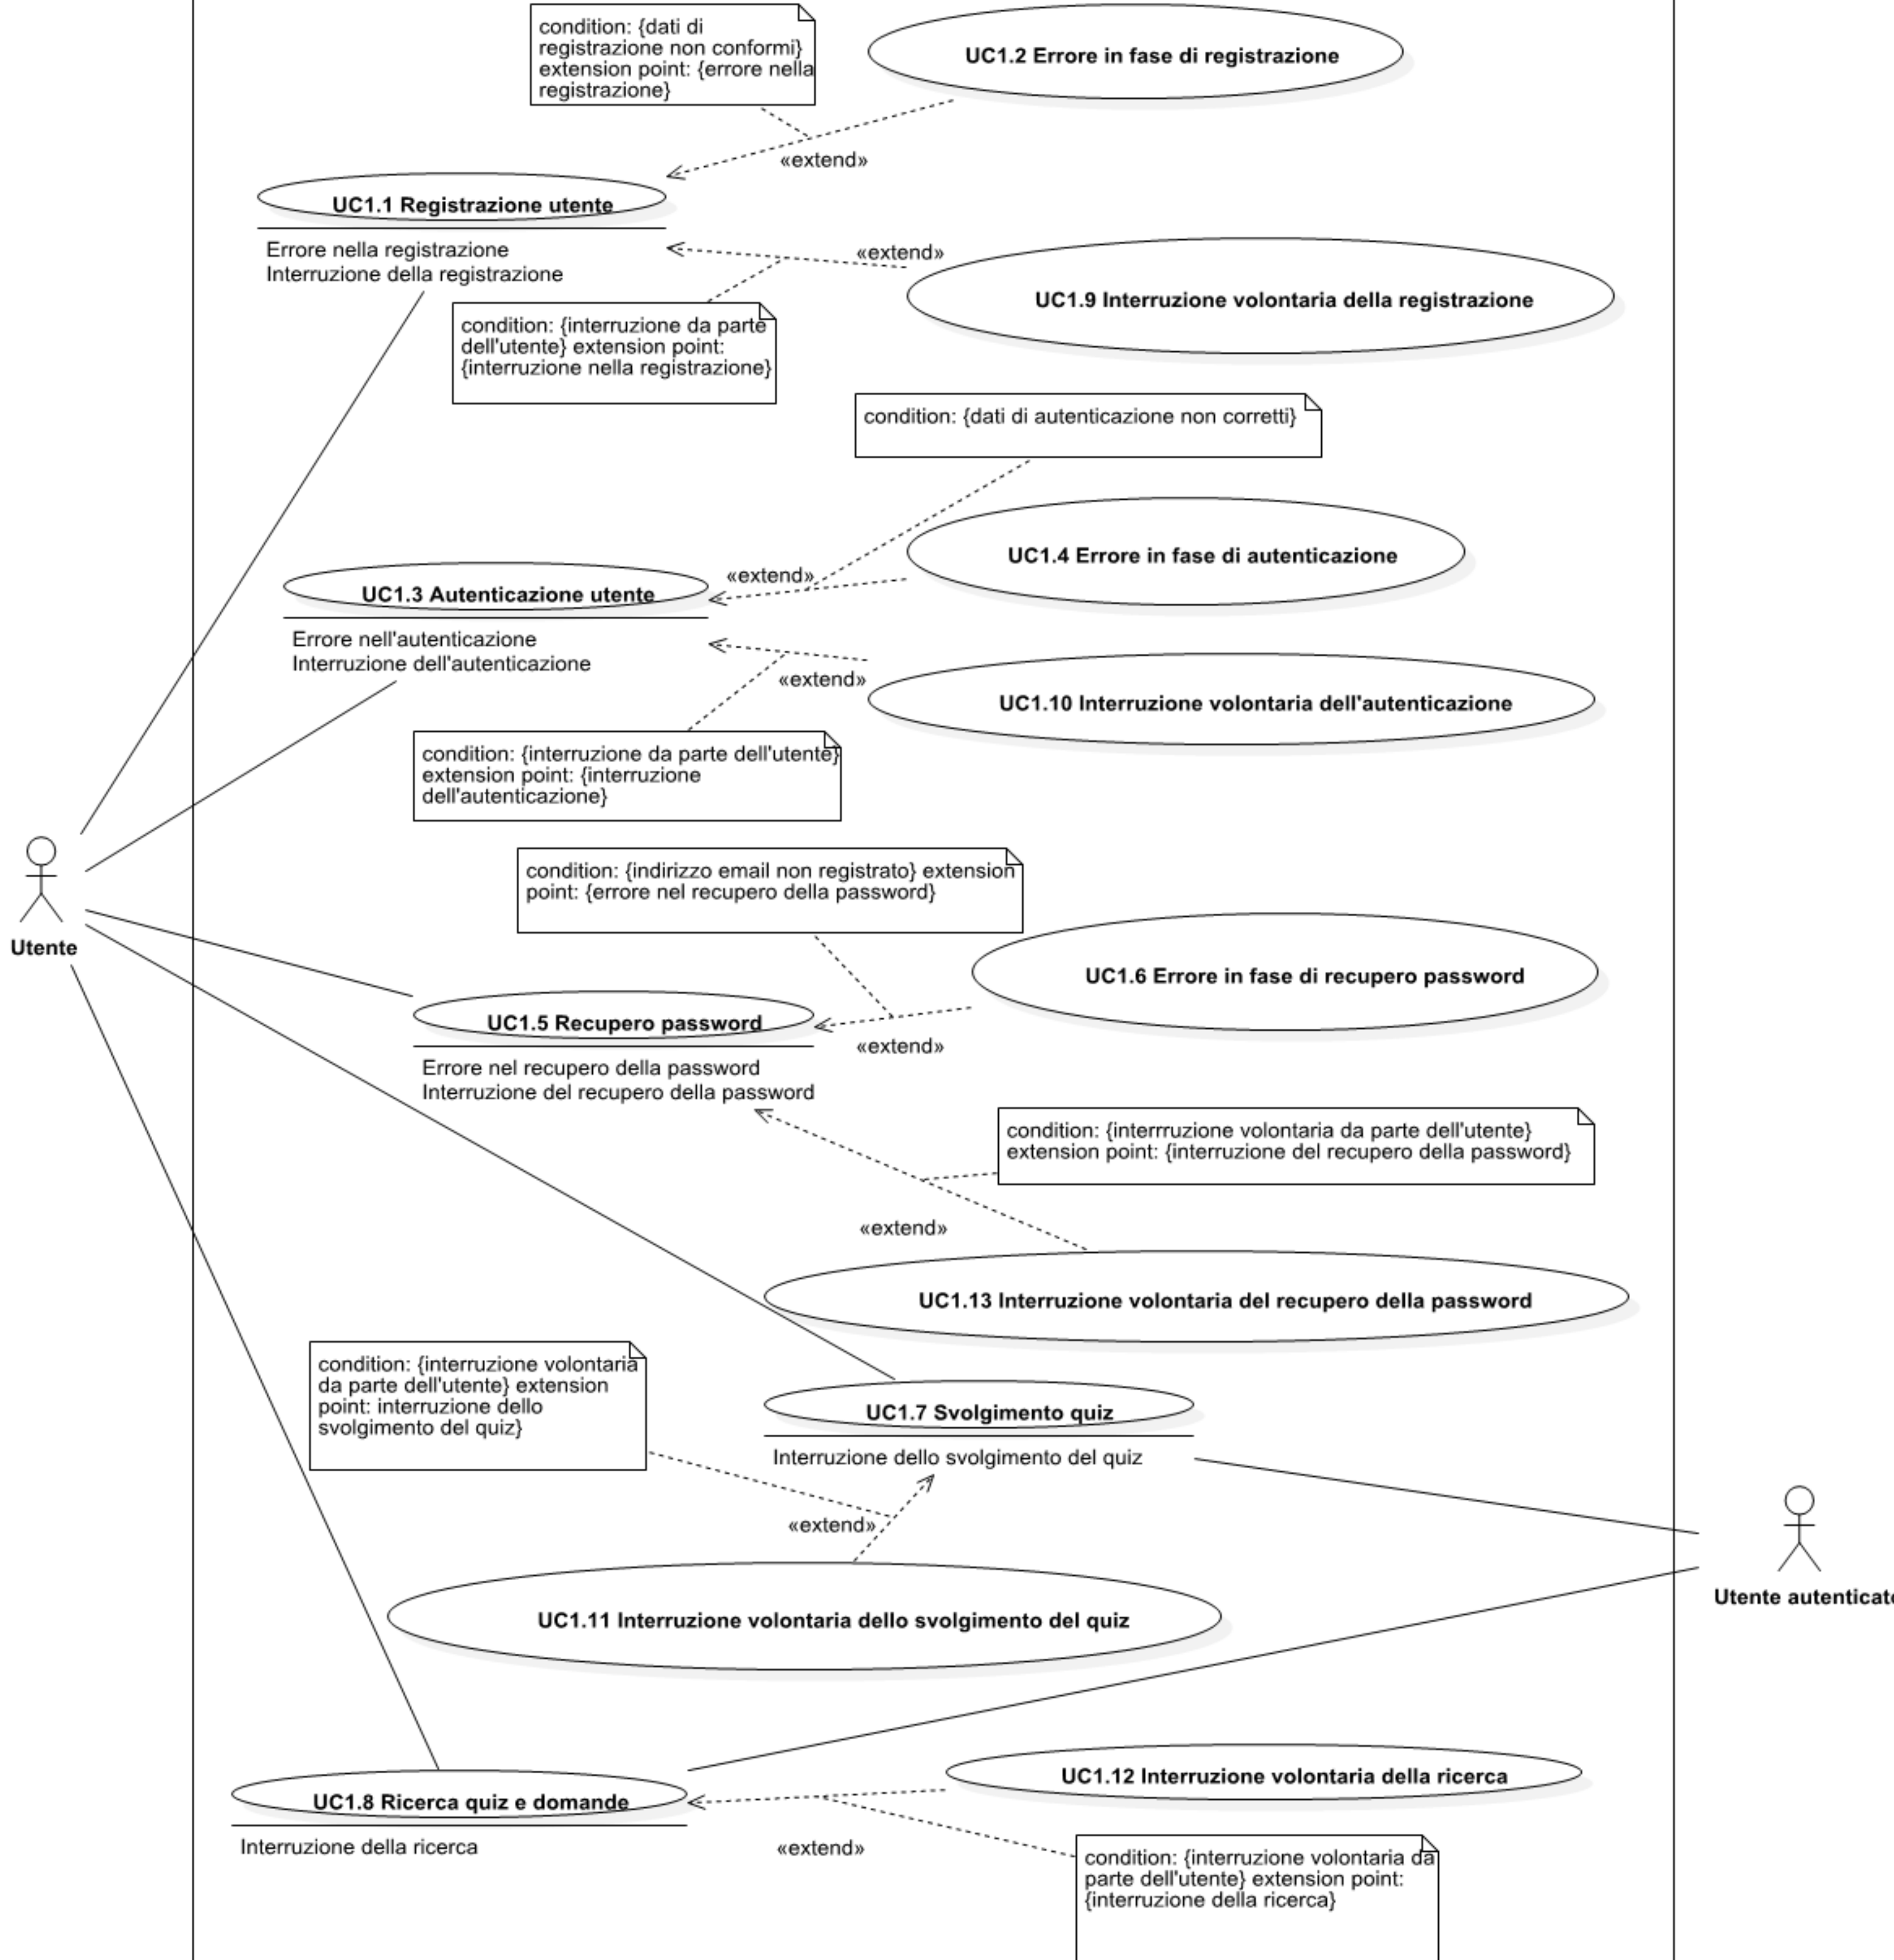 condition: {dati di
registrazione non conformi}
extension point: {errore nella
registrazione}
UC1.2 Errore in fase di registrazione
«extend»
UC1.1 Registrazione utente
Errore nella registrazione
Interruzione della registrazione
«extend»
UC1.9 Interruzione volontaria della registrazione
condition: {interruzione da parte
dell'utente} extension point:
{interruzione nella registrazione}
condition: {dati di autenticazione non corretti}
UC1.4 Errore in fase di autenticazione
«extend»
UC1.3 Autenticazione utente
Errore nell'autenticazione
Interruzione dell'autenticazione
«extend»
UC1.10 Interruzione volontaria dell'autenticazione
condition: {interruzione da parte dell'utente}
extension point: {interruzione
dell'autenticazione}
condition: {indirizzo email non registrato} extension
point: {errore nel recupero della password}
Utente
UC1.6 Errore in fase di recupero password
UC1.5 Recupero password
«extend»
Errore nel recupero della password
Interruzione del recupero della password
condition: {interrruzione volontaria da parte dell'utente}
extension point: {interruzione del recupero della password}
«extend»
UC1.13 Interruzione volontaria del recupero della password
condition: {interruzione volontaria
da parte dell'utente} extension
point: interruzione dello
svolgimento del quiz}
UC1.7 Svolgimento quiz
Interruzione dello svolgimento del quiz
«extend»
Utente autenticato
UC1.11 Interruzione volontaria dello svolgimento del quiz
UC1.12 Interruzione volontaria della ricerca
UC1.8 Ricerca quiz e domande
Interruzione della ricerca
«extend»
condition: {interruzione volontaria da
parte dell'utente} extension point:
{interruzione della ricerca}